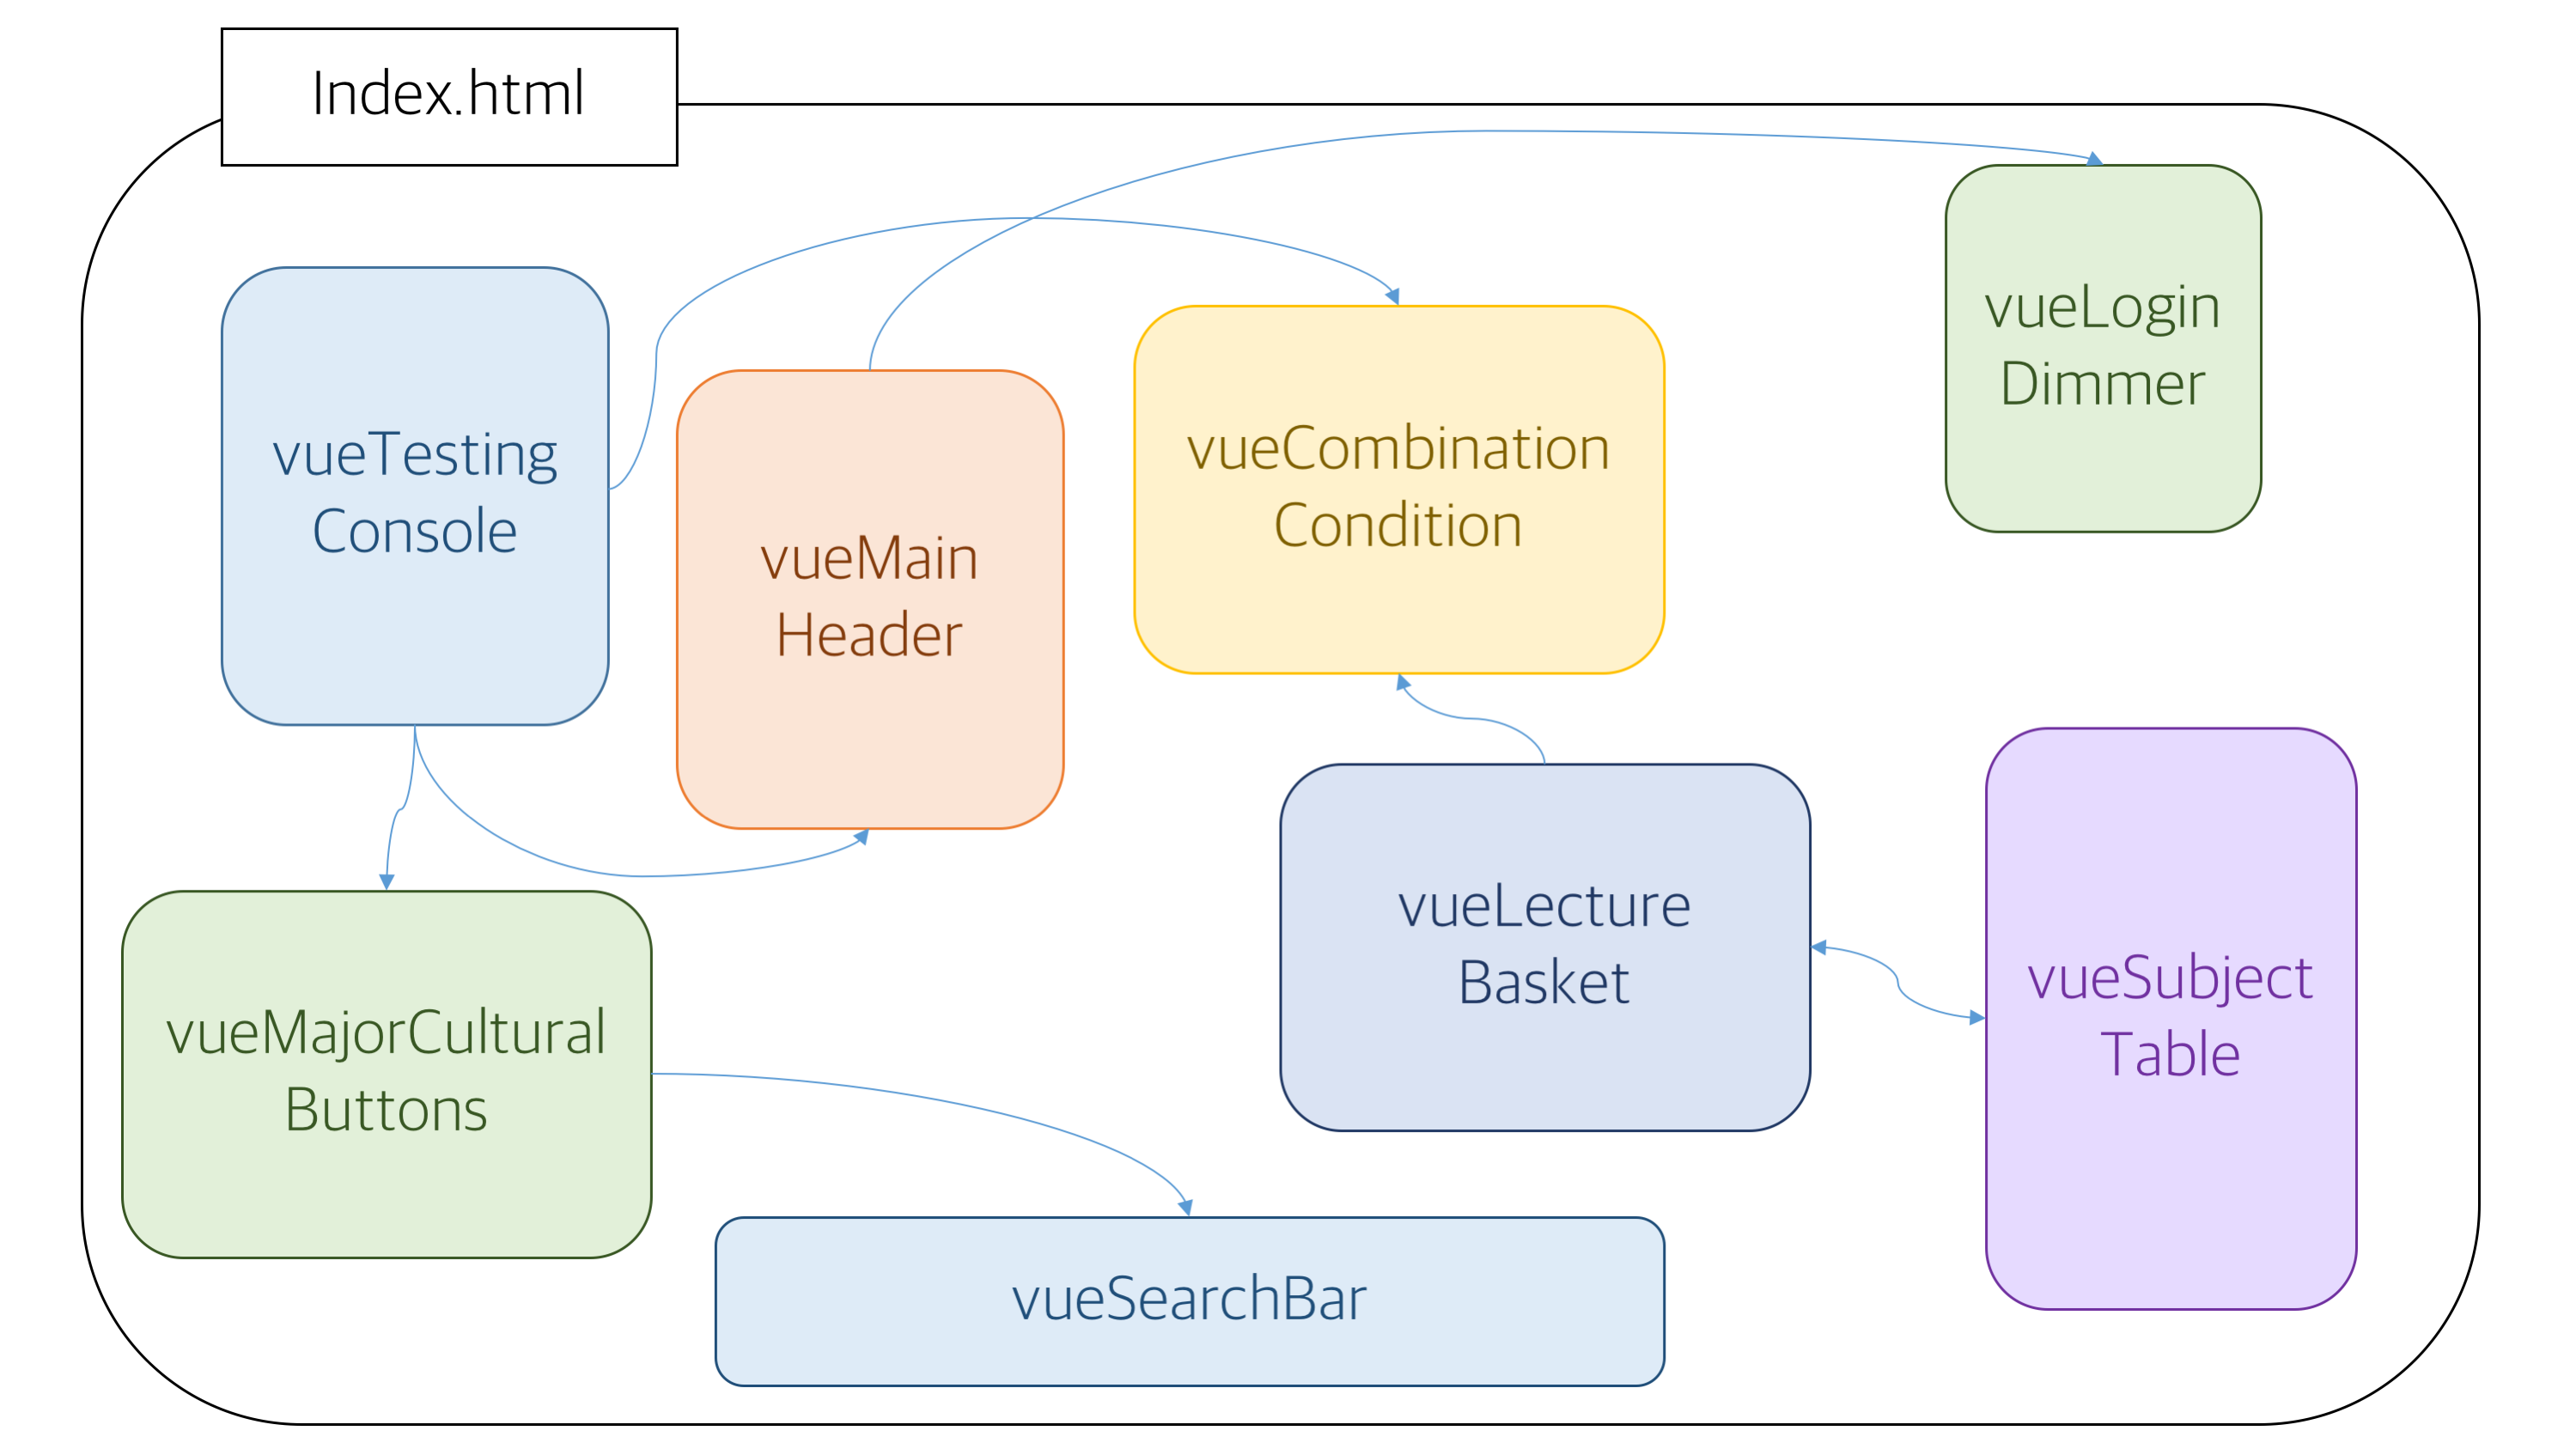 Index.html
vueTesting
Console
vueMain
Header
vueCombination
Condition
vueLogin
Dimmer
vueMajorCultural
Buttons
vueLecture
Basket
vueSubject
Table
vueSearchBar